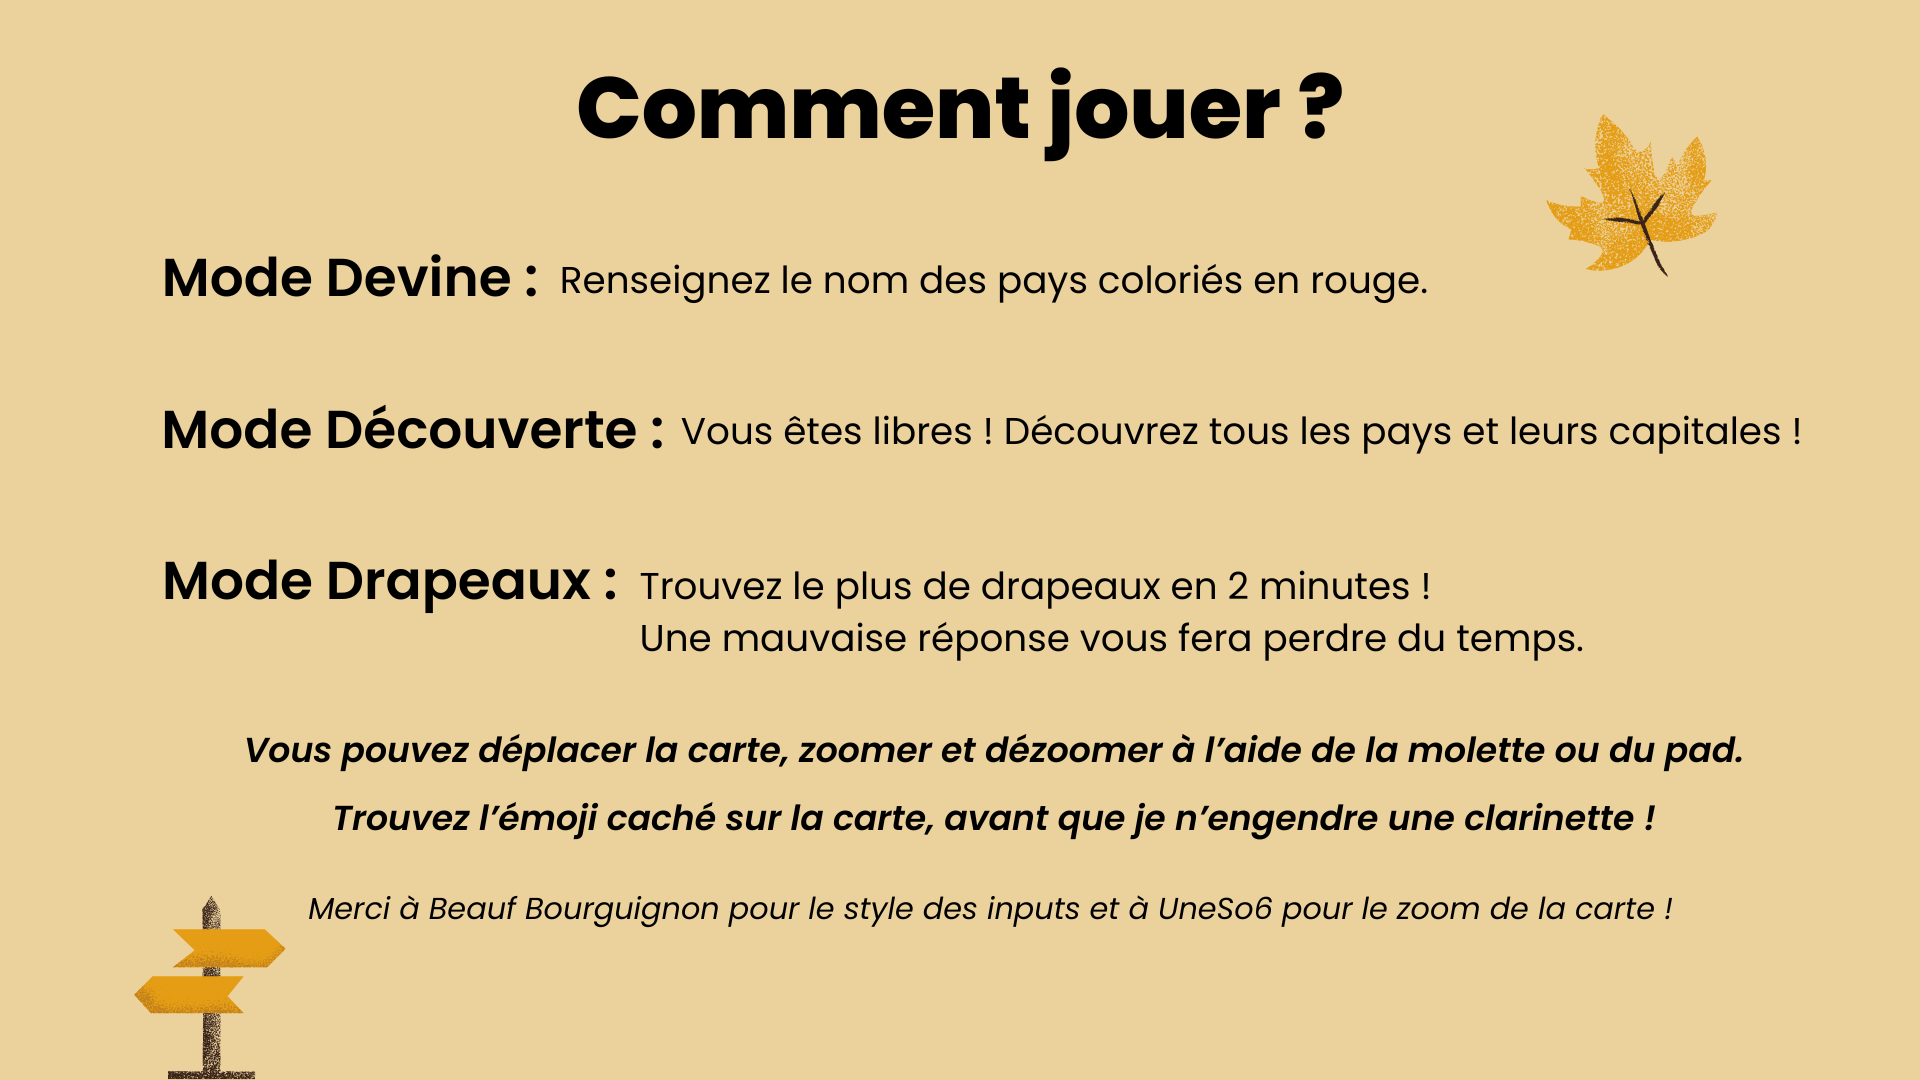 Comment jouer ?
Mode Devine : Renseignez le nom des pays coloriés en rouge.
Mode Découverte : Vous êtes libres ! Découvrez tous les pays et leurs capitales !
Mode Drapeaux : Trouvez le plus de drapeaux en 2 minutes !
Une mauvaise réponse vous fera perdre du temps.
Vous pouvez déplacer la carte, zoomer et dézoomer à l’aide de la molette ou du pad.
Trouvez l’émoji caché sur la carte, avant que je n’engendre une clarinette !
Merci à Beauf Bourguignon pour le style des inputs et à UneSo6 pour le zoom de la carte !